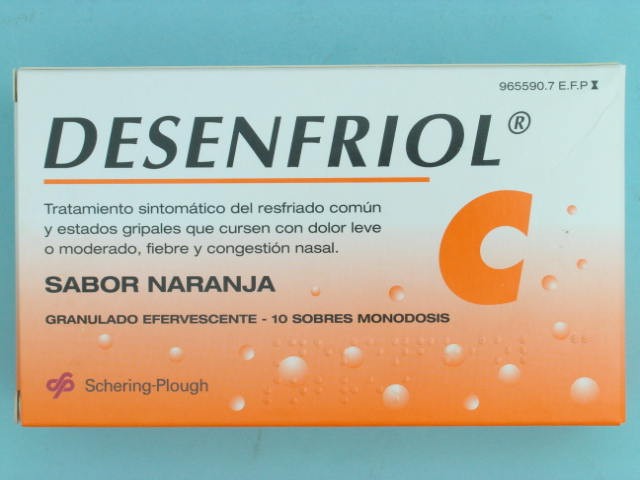 965590.7 E.F.P
DESENFRIOL®
C
Tratamiento sintomático del resfriado común
y estados gripales que cursen con dolor leve
o moderado, fiebre y congestión nasal.
SABOR NARANJA
GRANULADO EFERVESCENTE - 10 SOBRES MONODOSIS
Schering-Plough